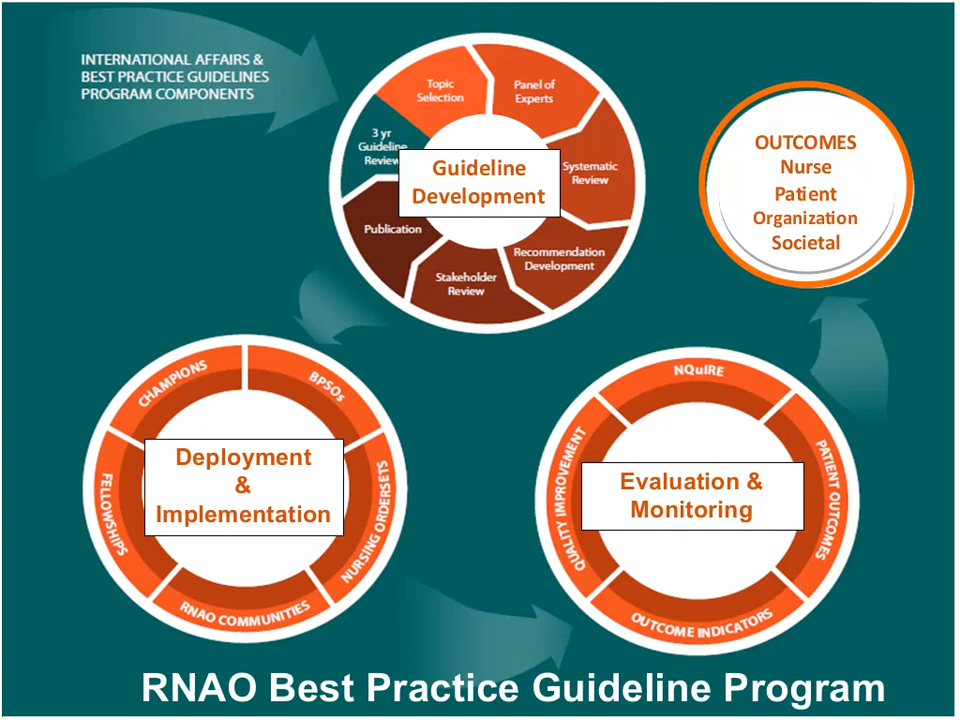 INTERNATIONAL AFFAIRS &
BEST PRACTICE GUIDELINES
PROGRAM COMPONENTS
Topic
Selection
Panel of
Experts
Systematic
Review
Recommendation
Development
Stakeholder
Review
Publication
3 yr
Guideline
Review
Guideline
Development
OUTCOMES
Nurse
Patient
Organization
Societal
CHAMPIONS
BPSOs
NURSING ORDERSETS
RNAO COMMUNITIES
FELLOWSHIPS
Deployment
&
Implementation
NQuIRE
PATIENT OUTCOMES
OUTCOME INDICATORS
QUALITY IMPROVEMENT
Evaluation &
Monitoring
RNAO Best Practice Guideline Program